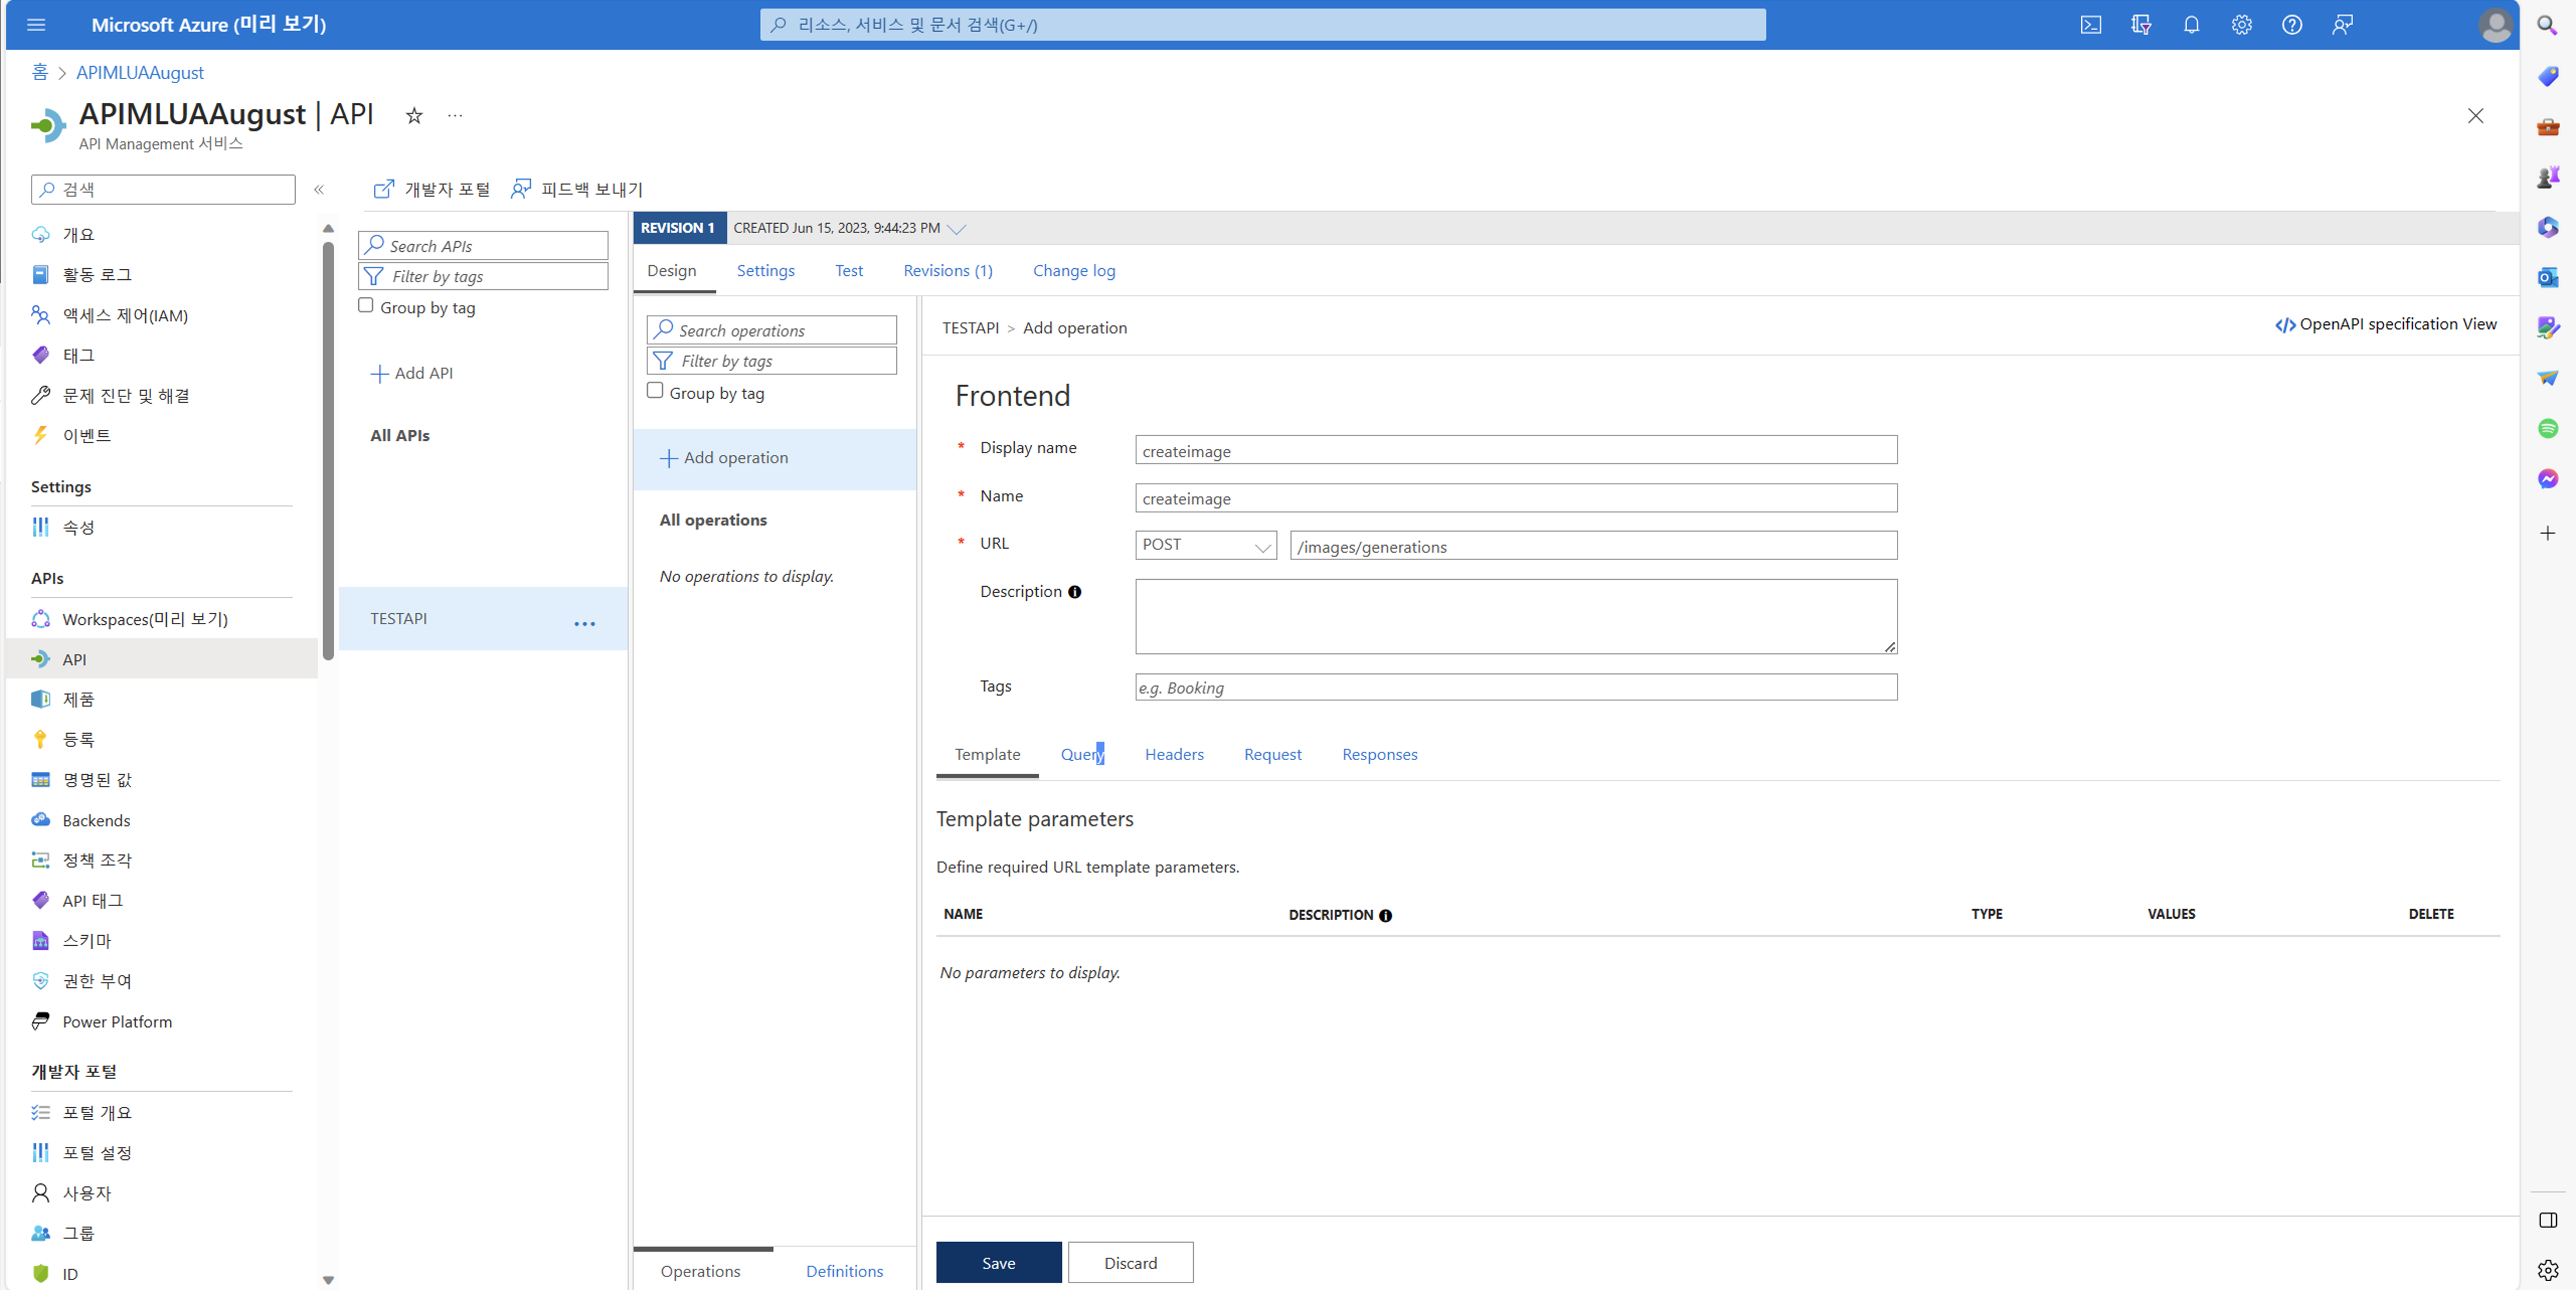 Microsoft Azure (미리 보기)
리소스, 서비스 및 문서 검색(G+/)
홈 > APIMLUAAugust
APIMLUAAugust | API
API Management 서비스
검색
개발자 포털
피드백 보내기
개요
활동 로그
액세스 제어(IAM)
태그
문제 진단 및 해결
이벤트
Settings
속성
APIs
Workspaces(미리 보기)
API
제품
등록
명명된 값
Backends
정책 조각
API 태그
스키마
권한 부여
Power Platform
개발자 포털
포털 개요
포털 설정
사용자
그룹
ID
Search APIs
Filter by tags
Group by tag
Add API
All APIs
TESTAPI
REVISION 1
CREATED Jun 15, 2023, 9:44:23 PM
Design
Settings
Test
Revisions (1)
Change log
Search operations
Filter by tags
Group by tag
Add operation
All operations
No operations to display.
Operations
Definitions
TESTAPI > Add operation
OpenAPI specification View
Frontend
* Display name
createimage
* Name
createimage
* URL
POST
/images/generations
Description
Tags
e.g. Booking
Template
Query
Headers
Request
Responses
Template parameters
Define required URL template parameters.
NAME
DESCRIPTION
TYPE
VALUES
DELETE
No parameters to display.
Save
Discard